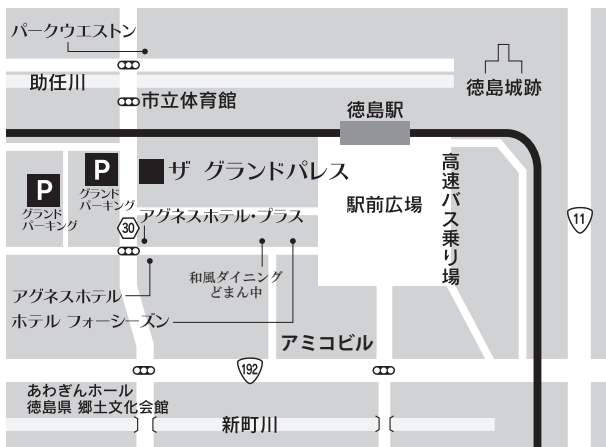 パークウエストン
助任川
市立体育館
徳島駅
徳島城跡
P
グランド
パーキング
P
グランド
パーキング
ザ グランドパレス
駅前広場
高速バス乗り場
11
30
アグネスホテル・プラス
アグネスホテル
和風ダイニング
どまん中
ホテル フォーシーズン
アミコビル
192
あわぎんホール
徳島県 郷土文化会館
新町川